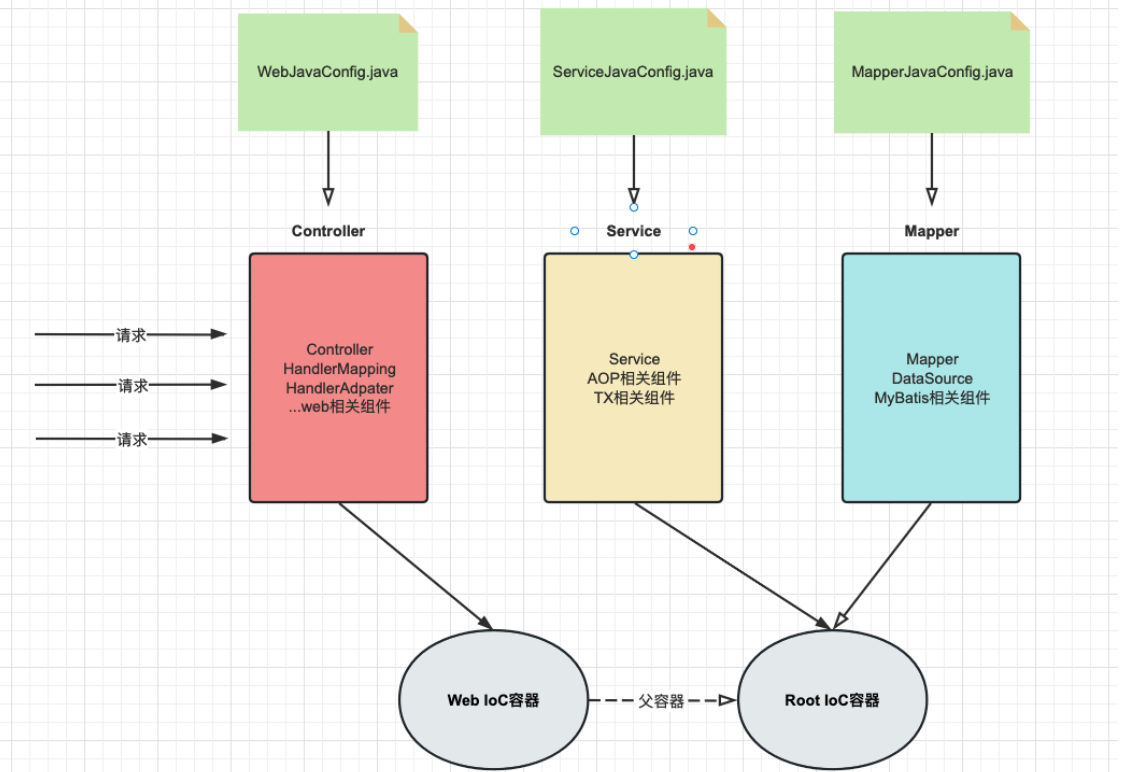 WebJavaConfig.java
ServiceJavaConfig.java
MapperJavaConfig.java
Controller
Service
Mapper
请求
请求
请求
Controller
HandlerMapping
HandlerAdpater
...web相关组件
Service
AOP相关组件
TX相关组件
Mapper
DataSource
MyBatis相关组件
Web IoC容器
父容器
Root IoC容器